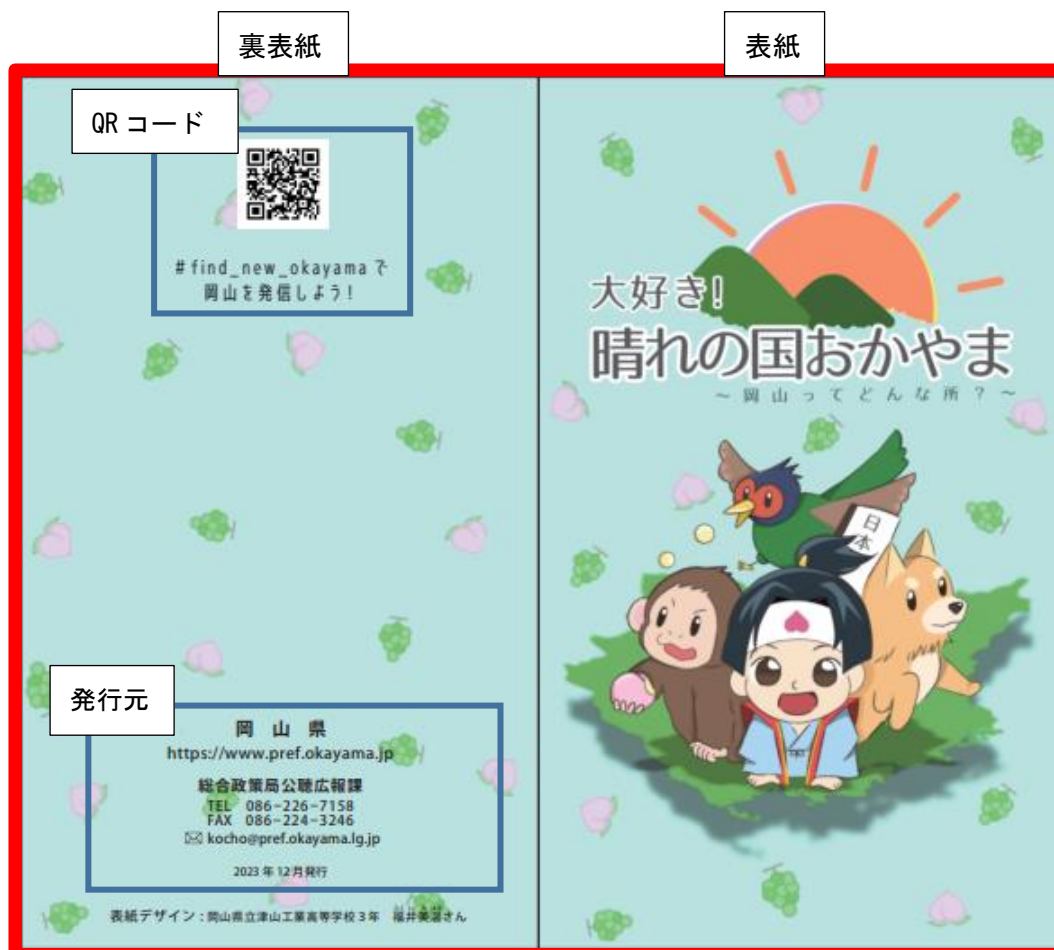 裏表紙
表紙
QRコード
#find_new_okayamaで
岡山を発信しよう!
発行元
岡山県
https://www.pref.okayama.jp
総合政策局公聴広報課
TEL 086-226-7158
FAX 086-224-3246
✉ kocho@pref.okayama.lg.jp
2023年12月発行
表紙デザイン:岡山県立津山工業高等学校3年 福井
さん
大好き!
晴れの国おかやま
~岡山ってどんな所?~
日本